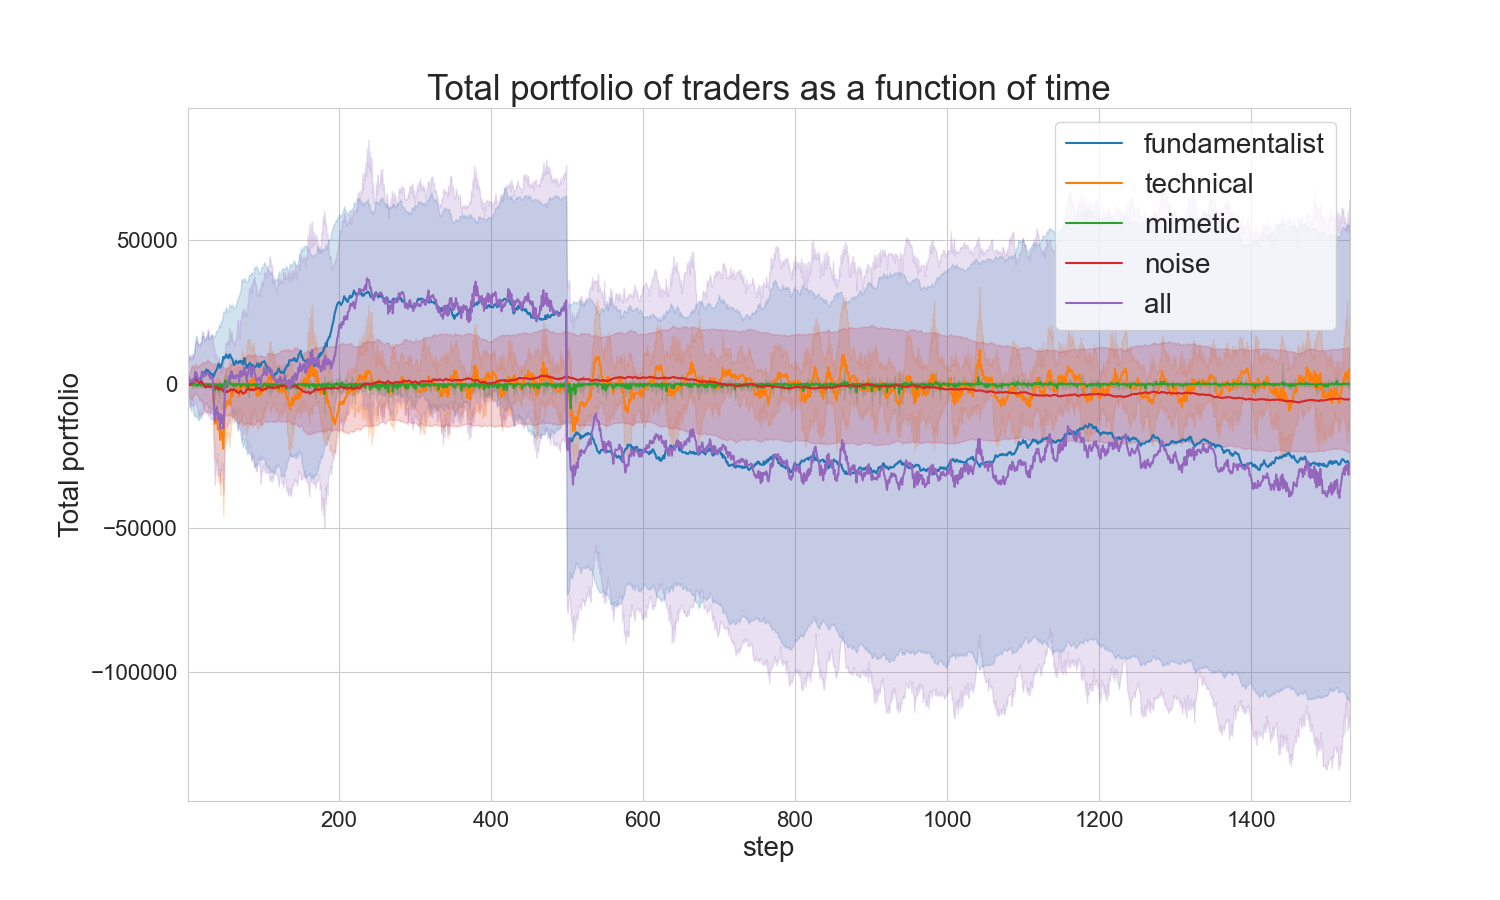 Total portfolio of traders as a function of time
fundamentalist
technical
mimetic
noise
all
Total portfolio
50000
0
−50000
−100000
200 400 600 800 1000 1200 1400
step